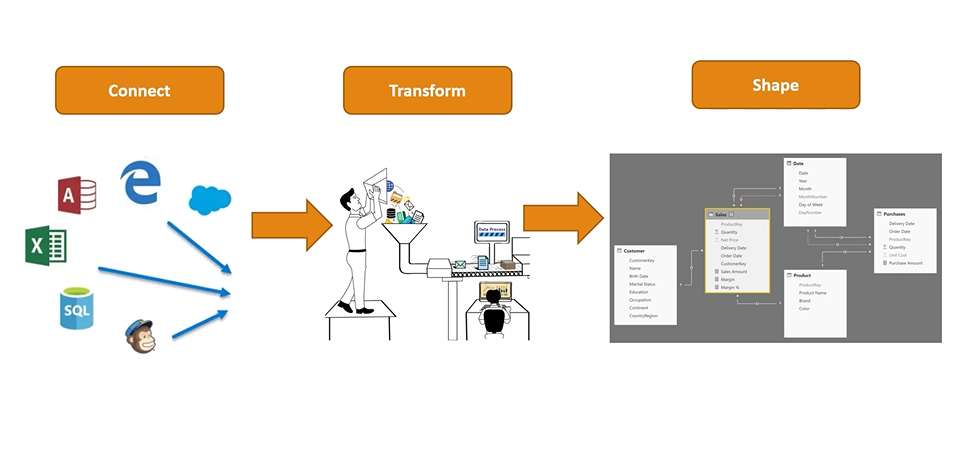 Connect
Transform
Shape
A
X
SQL
Data Process
Customer
CustomerKey
Name
Birth Date
Marital Status
Education
Occupation
Continent
CountryRegion
Sales
ProductKey
Quantity
Net Price
Delivery Date
Order Date
CustomerKey
Sales Amount
Margin
Margin %
Date
Date
Year
Month
MonthNumber
Day of Week
DayNumber
Product
ProductKey
Product Name
Brand
Color
Purchases
Delivery Date
Order Date
ProductKey
Quantity
Unit Cost
Purchase Amount